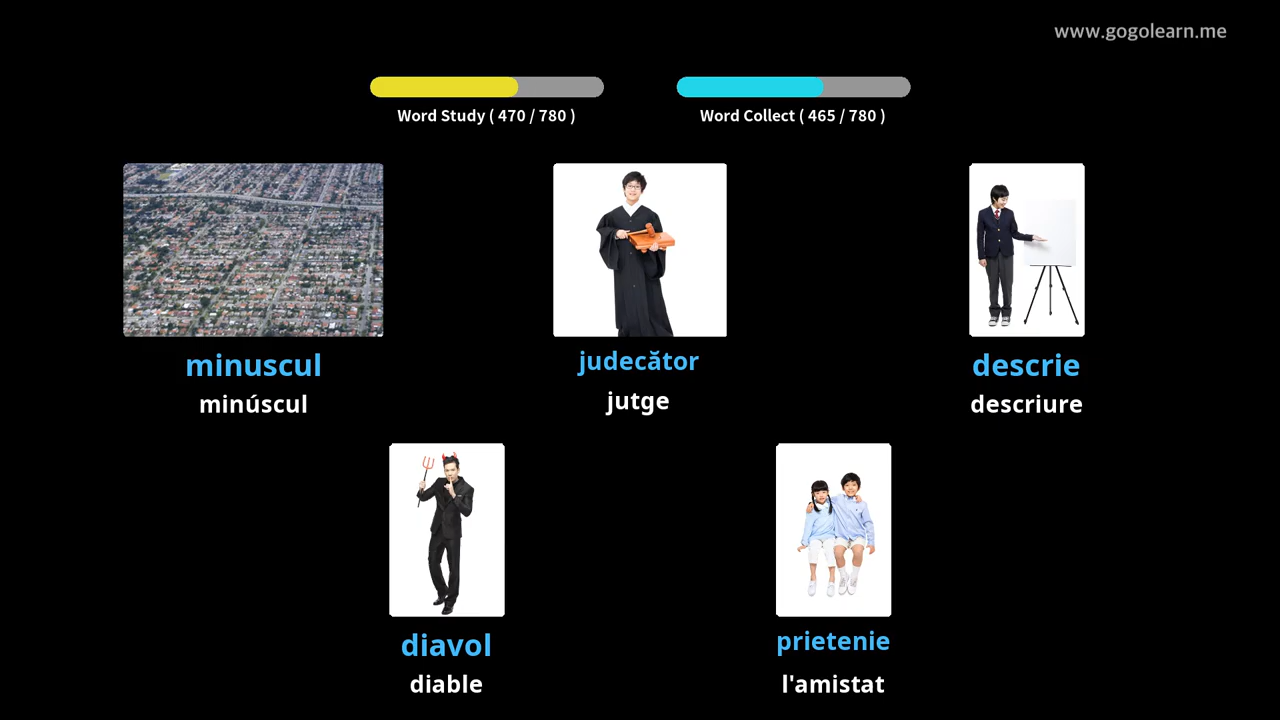 www.gogolearn.me
Word Study ( 470 / 780 )
Word Collect ( 465 / 780 )
minuscul
minúscul
judecător
jutge
descrie
descriure
diavol
diable
prietenie
l'amistat